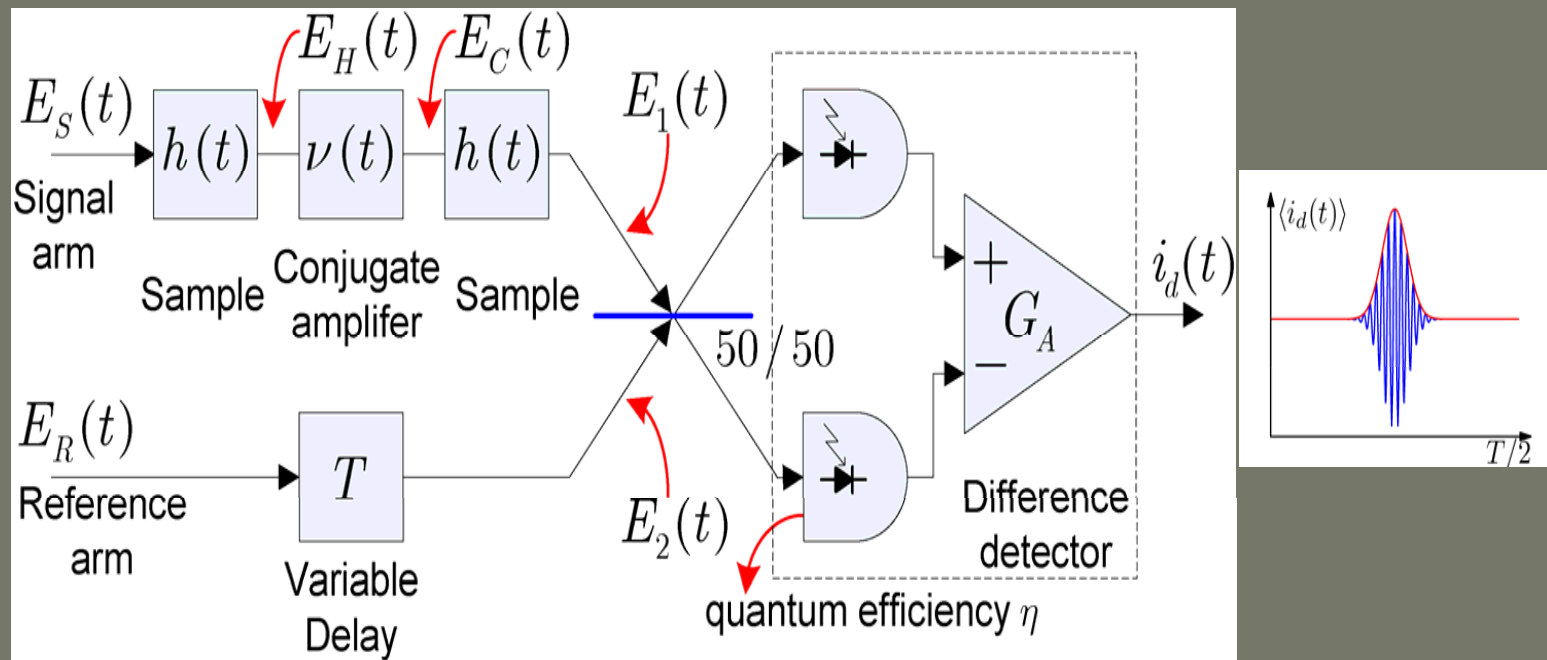 E_H(t)
E_C(t)
E_S(t)
h(t)
ν(t)
h(t)
E_1(t)
Signal
arm
Sample
Conjugate
amplifer
Sample
50/50
+
−
G_A
i_d(t)
⟨i_d(t)⟩
T/2
E_R(t)
T
Reference
arm
Variable
Delay
E_2(t)
Difference
detector
quantum efficiency η